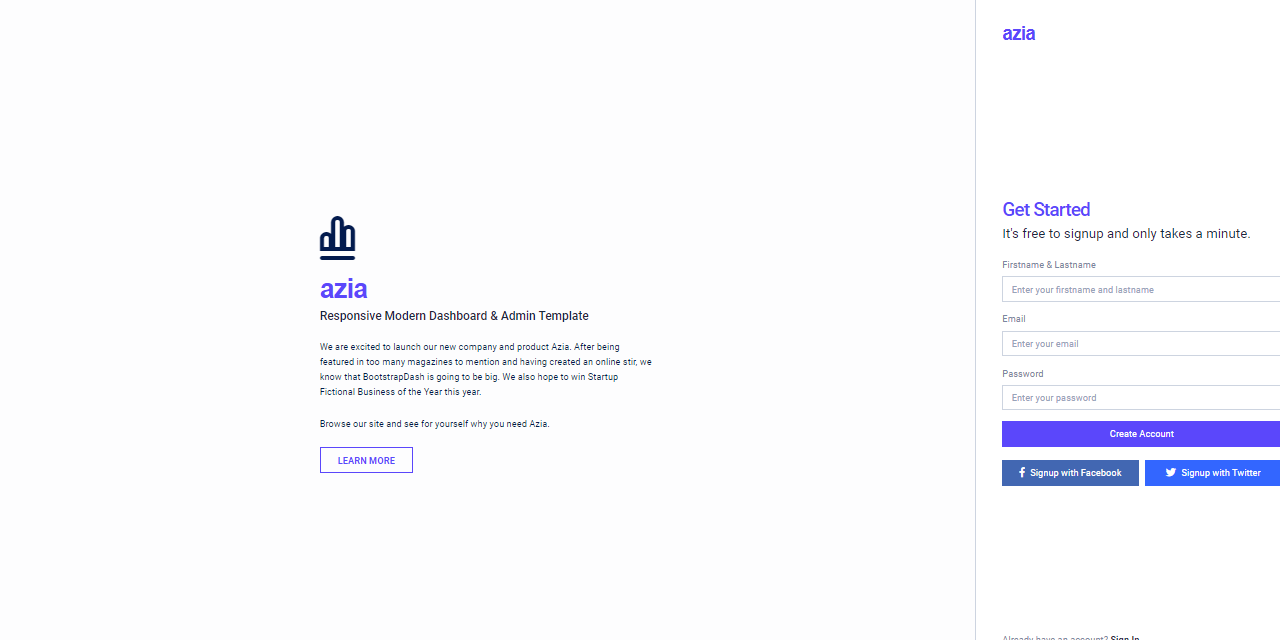 azia
Responsive Modern Dashboard & Admin Template
We are excited to launch our new company and product Azia. After being
featured in too many magazines to mention and having created an online stir, we
know that BootstrapDash is going to be big. We also hope to win Startup
Fictional Business of the Year this year.
Browse our site and see for yourself why you need Azia.
LEARN MORE
azia
Get Started
It's free to signup and only takes a minute.
Firstname & Lastname
Enter your firstname and lastname
Email
Enter your email
Password
Enter your password
Create Account
Signup with Facebook
Signup with Twitter
Already have an account? Sign In